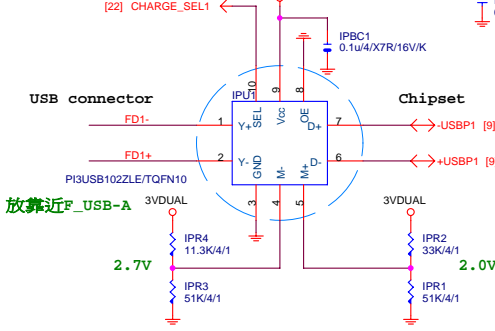 [22] CHARGE_SEL1
IPBC1
0.1u/4/X7R/16V/K
USB connector
Chipset
IPU1
10
9
8
SEL
Vcc
OE
FD1-
1
Y+
D+
7
-USBP1 [9]
FD1+
2
Y-
D-
6
+USBP1 [9
GND
M-
M+
PI3USB102ZLE/TQFN10
3
4
5
放靠近F_USB-A
3VDUAL
3VDUAL
IPR4
11.3K/4/1
IPR2
33K/4/1
2.7V
2.0V
IPR3
51K/4/1
IPR1
51K/4/1